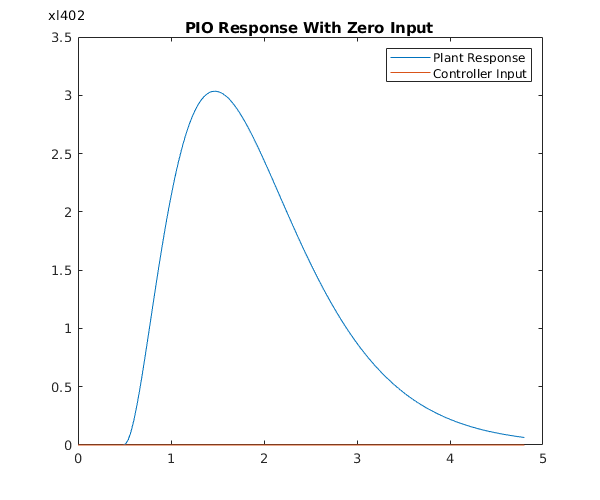 xl402
PIO Response With Zero Input
3.5
Plant Response
Controller Input
3
2.5
2
1.5
1
0.5
0
0 1 2 3 4 5